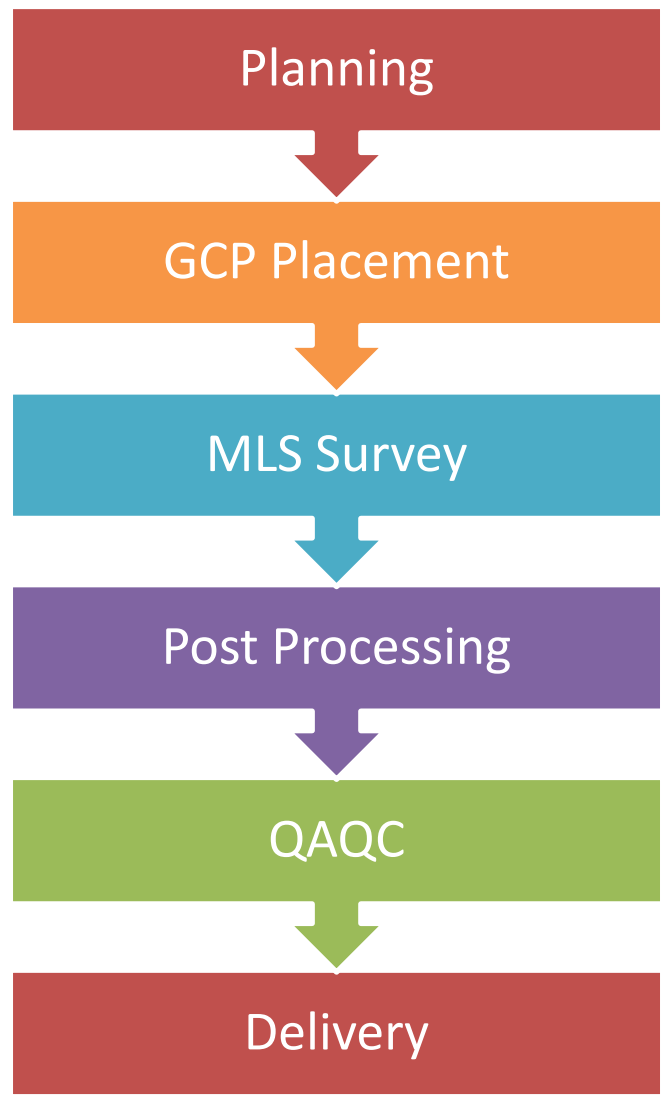 Planning
GCP Placement
MLS Survey
Post Processing
QAQC
Delivery